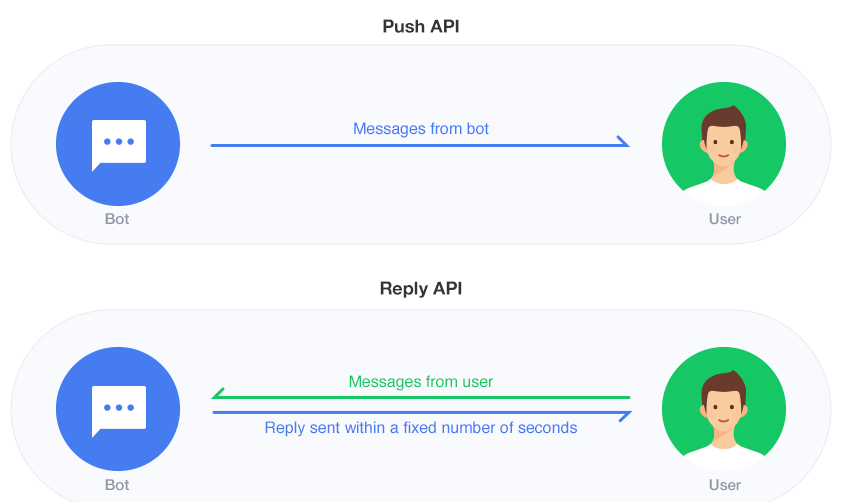 Push API
Messages from bot
Bot
User
Reply API
Messages from user
Reply sent within a fixed number of seconds
Bot
User